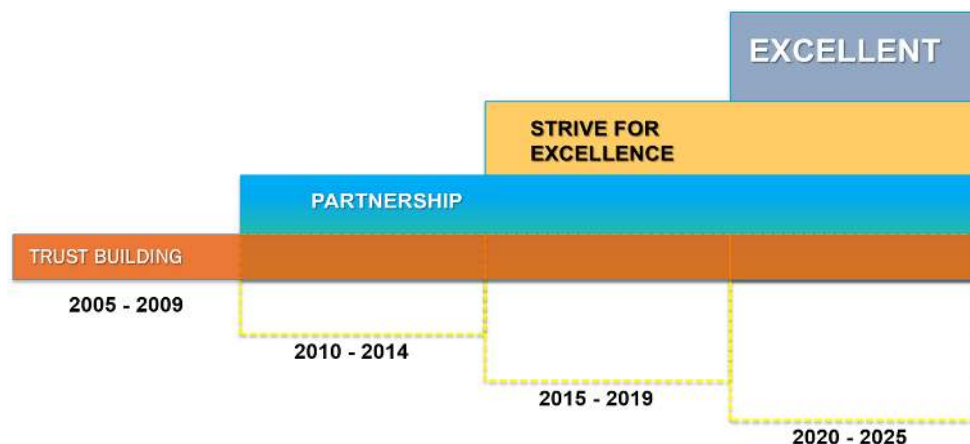 EXCELLENT
STRIVE FOR
EXCELLENCE
PARTNERSHIP
TRUST BUILDING
2005 - 2009
2010 - 2014
2015 - 2019
2020 - 2025